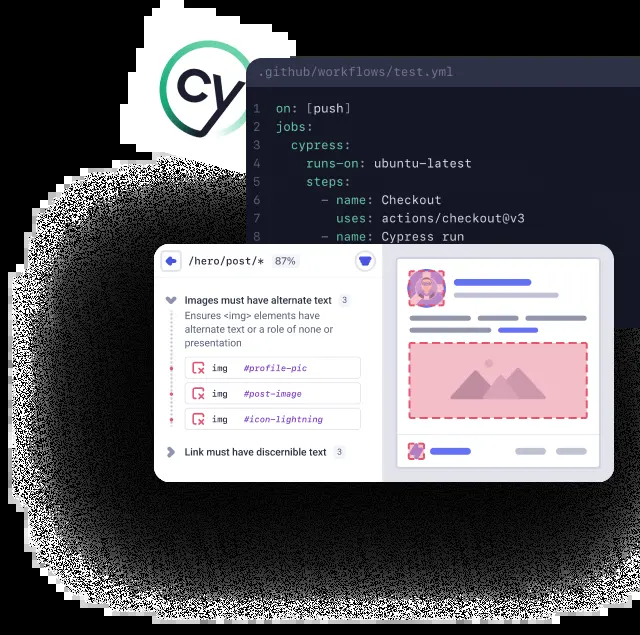 cy
.github/workflows/test.yml
1 on: [push]
2 jobs:
3 cypress:
4 runs-on: ubuntu-latest
5 steps:
6 - name: Checkout
7 uses: actions/checkout@v3
8 - name: Cypress run
/hero/post/* 87%
Images must have alternate text 3
Ensures <img> elements have
alternate text or a role of none or
presentation
img #profile-pic
img #post-image
img #icon-lightning
Link must have discernible text 3